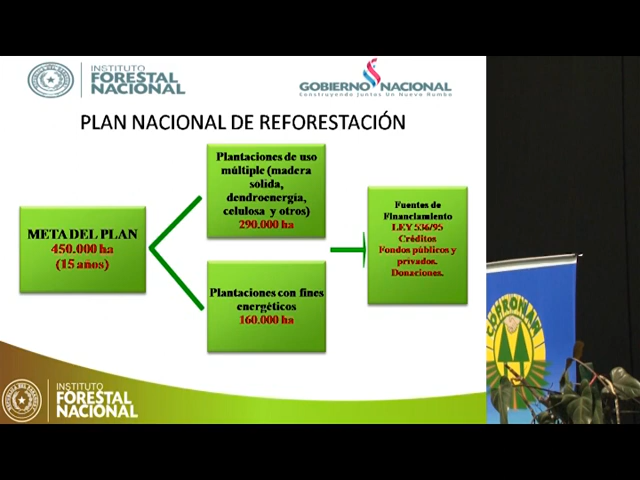 INSTITUTO
FORESTAL
NACIONAL
GOBIERNO NACIONAL
Construyendo Juntos Un Nuevo Rumbo
PLAN NACIONAL DE REFORESTACIÓN
META DEL PLAN
450.000 ha
(15 años)
Plantaciones de uso
múltiple (madera
solida,
dendroenergía,
celulosa y otros)
290.000 ha
Plantaciones con fines
energéticos
160.000 ha
Fuentes de
Financiamiento
LEY 536/95
Créditos
Fondos públicos y
privados.
Donaciones.
INSTITUTO
FORESTAL
NACIONAL